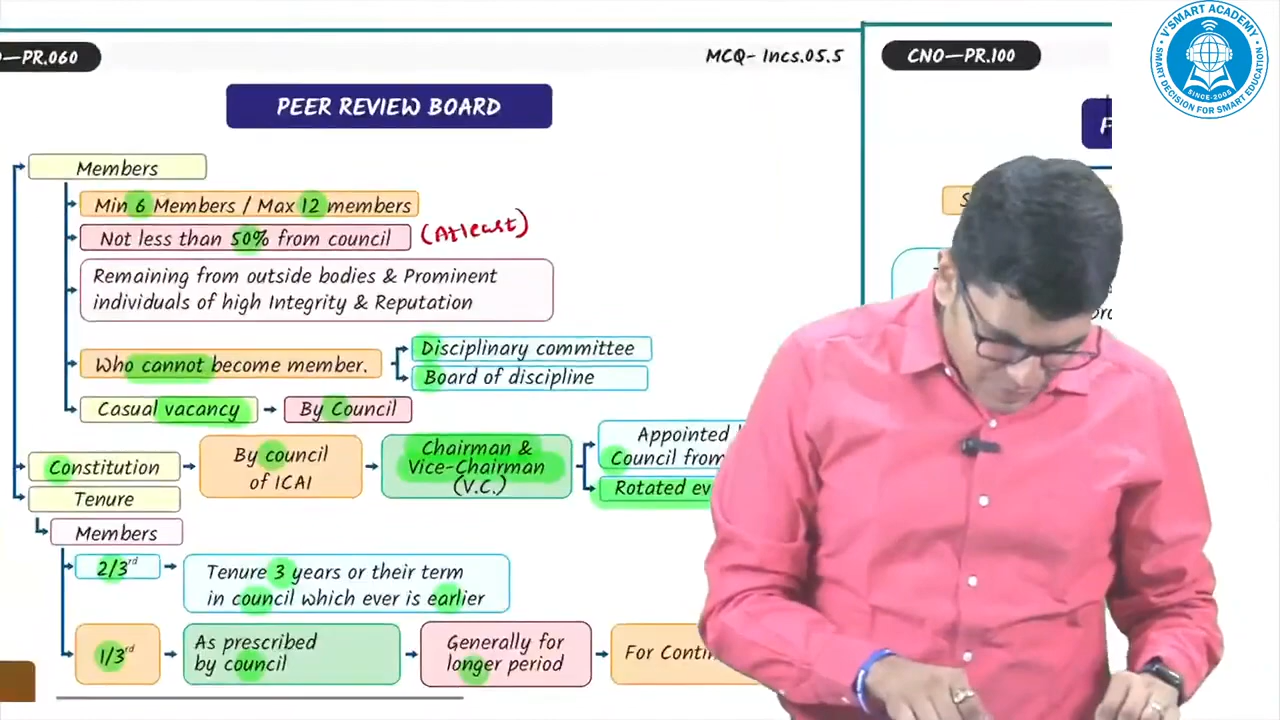 O—PR.060
MCQ- Incs.05.5
PEER REVIEW BOARD
Members
Min 6 Members / Max 12 members
Not less than 50% from council
(Atleast)
Remaining from outside bodies & Prominent
individuals of high Integrity & Reputation
Who cannot become member.
Disciplinary committee
Board of discipline
Casual vacancy
By Council
Constitution
By council
of ICAI
Chairman &
Vice-Chairman
(V.C.)
Appointed
Council from
Rotated ev
Tenure
Members
2/3rd
Tenure 3 years or their term
in council which ever is earlier
1/3rd
As prescribed
by council
Generally for
longer period
For Contin
CNO—PR.100
V'SMART ACADEMY
SINCE-2005
SMART DECISION FOR SMART EDUCATION